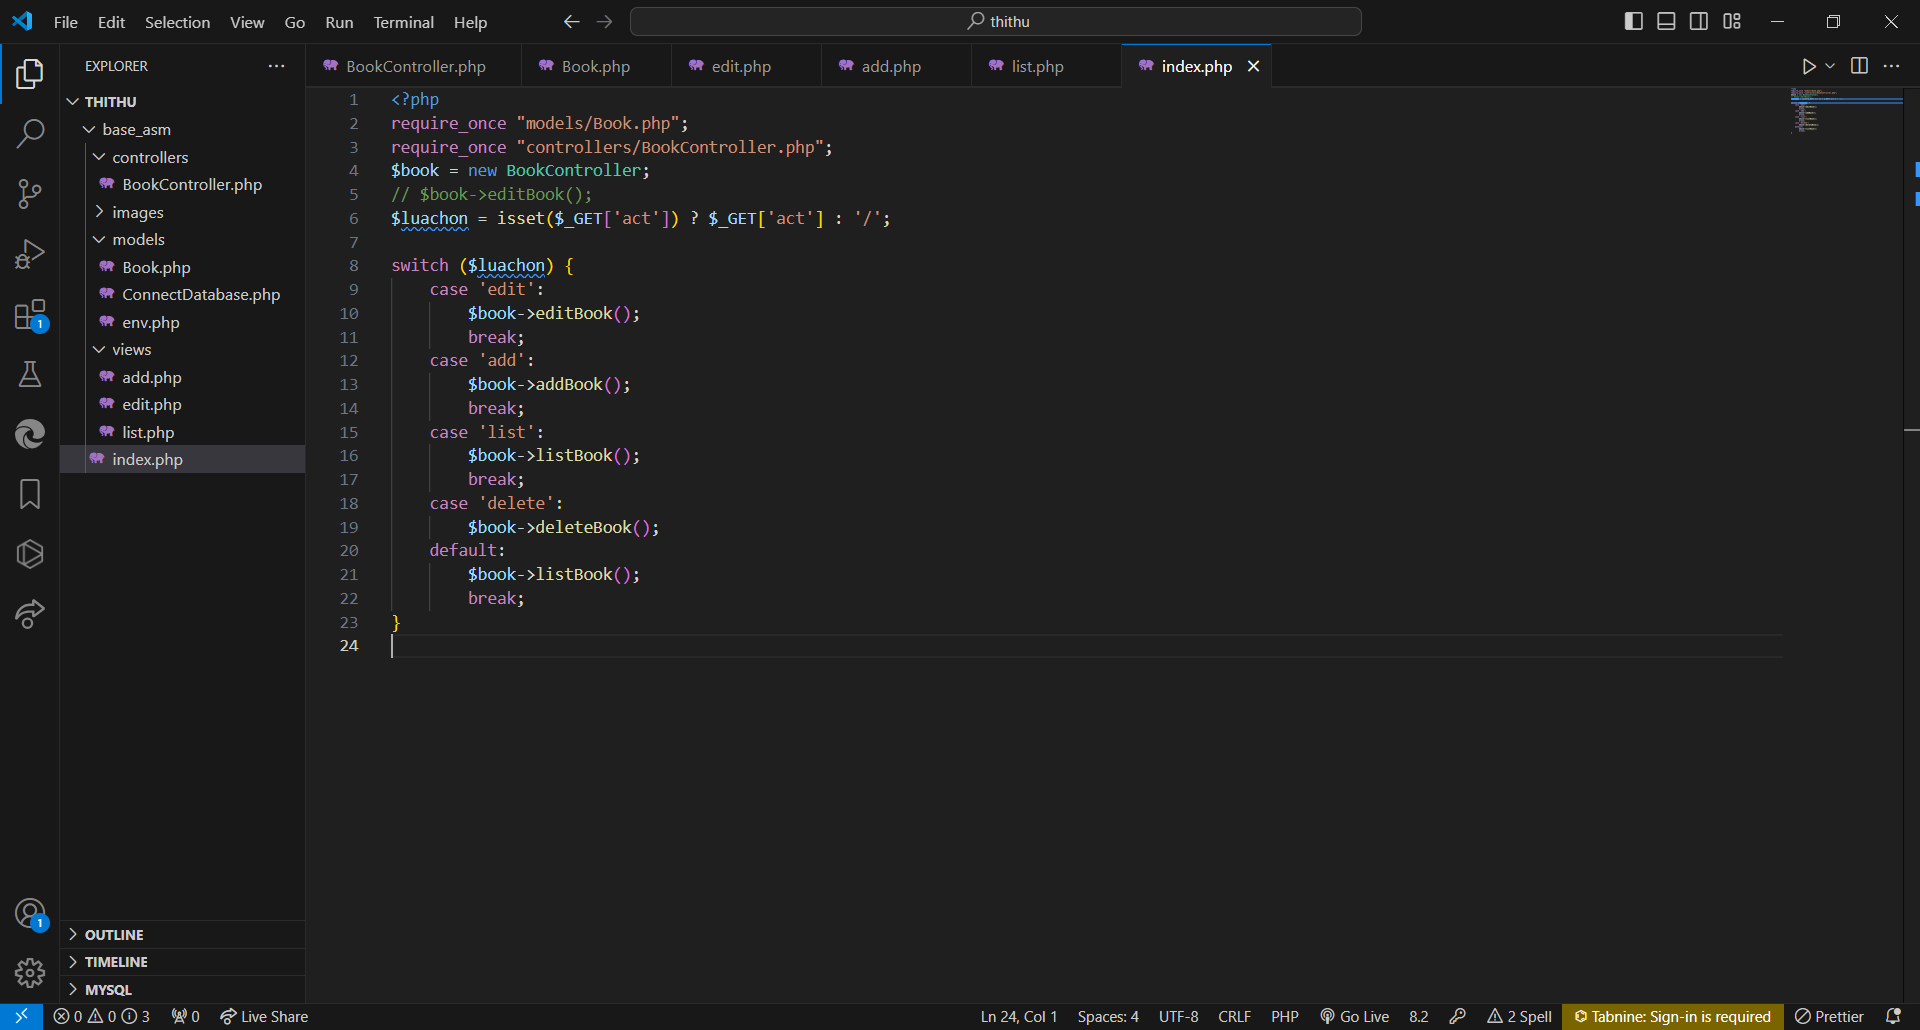 File Edit Selection View Go Run Terminal Help
thithu
EXPLORER
BookController.php Book.php edit.php add.php list.php index.php
THITHU
base_asm
controllers
BookController.php
images
models
Book.php
ConnectDatabase.php
env.php
views
add.php
edit.php
list.php
index.php
1 <?php
2 require_once "models/Book.php";
3 require_once "controllers/BookController.php";
4 $book = new BookController;
5 // $book->editBook();
6 $luachon = isset($_GET['act']) ? $_GET['act'] : '/';
7
8 switch ($luachon) {
9 case 'edit':
10 $book->editBook();
11 break;
12 case 'add':
13 $book->addBook();
14 break;
15 case 'list':
16 $book->listBook();
17 break;
18 case 'delete':
19 $book->deleteBook();
20 default:
21 $book->listBook();
22 break;
23 }
24
1
1
OUTLINE
TIMELINE
MYSQL
0 0 3 0 Live Share Ln 24, Col 1 Spaces: 4 UTF-8 CRLF PHP Go Live 8.2 2 Spell Tabnine: Sign-in is required Prettier